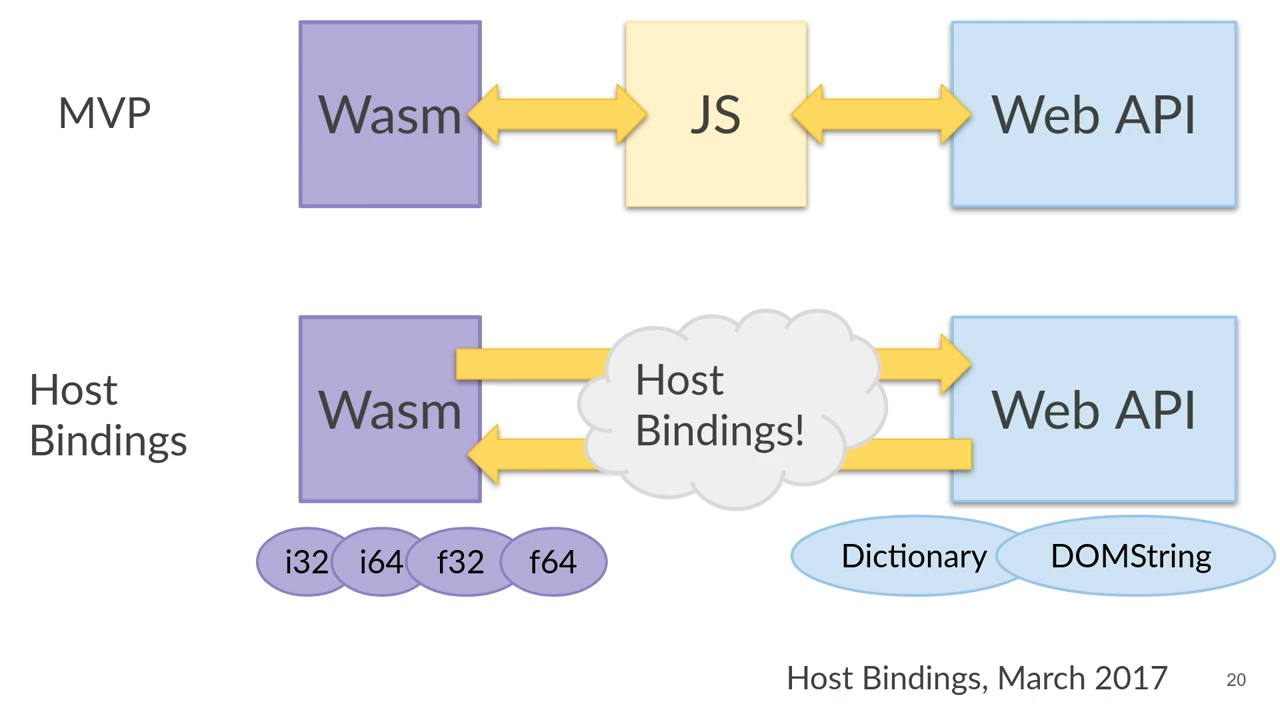 MVP
Wasm
JS
Web API
Host
Bindings
Wasm
Host
Bindings!
Web API
i32
i64
f32
f64
Dictionary
DOMString
Host Bindings, March 2017
20